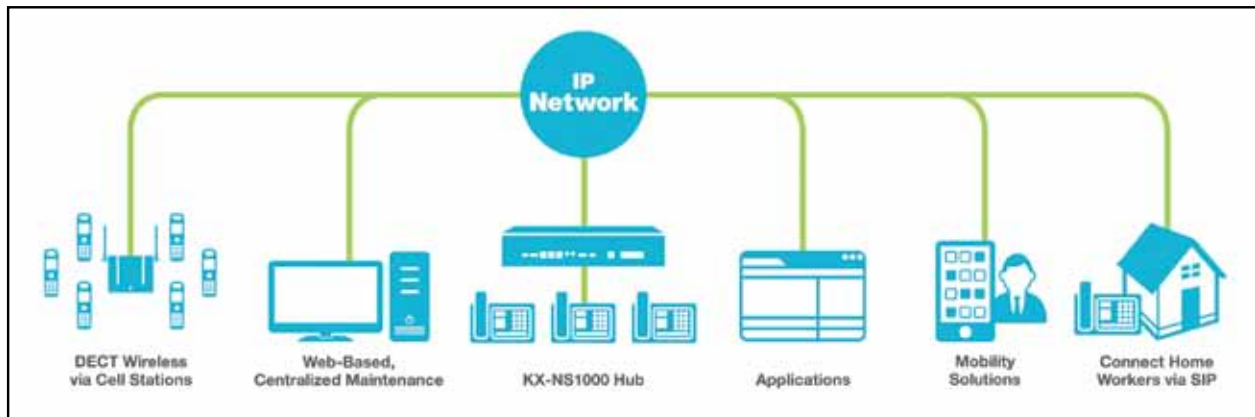 IP
Network
DECT Wireless
via Cell Stations
Web-Based,
Centralized Maintenance
KX-NS1000 Hub
Applications
Mobility
Solutions
Connect Home
Workers via SIP